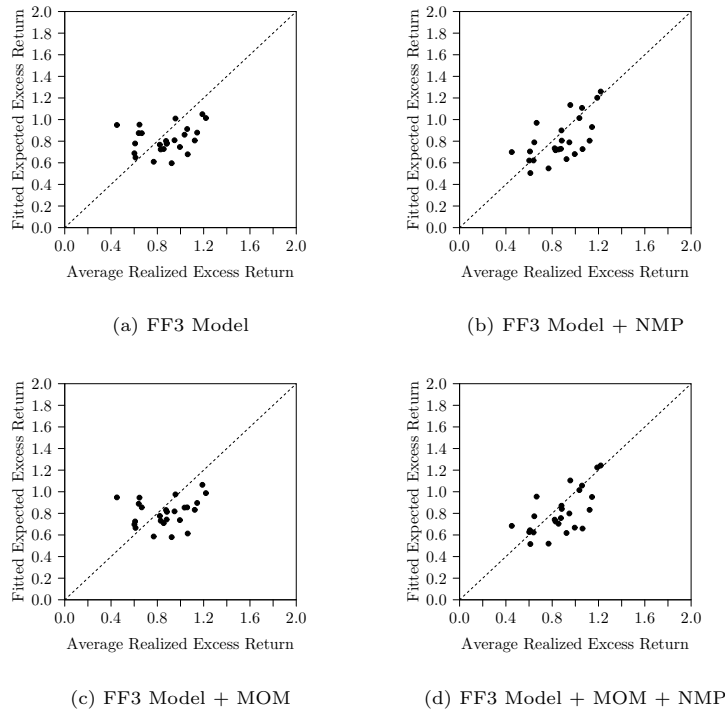 Fitted Expected Excess Return
2.0
1.8
1.6
1.4
1.2
1.0
0.8
0.6
0.4
0.2
0.0
0.0 0.4 0.8 1.2 1.6 2.0
Average Realized Excess Return
(a) FF3 Model
Fitted Expected Excess Return
2.0
1.8
1.6
1.4
1.2
1.0
0.8
0.6
0.4
0.2
0.0
0.0 0.4 0.8 1.2 1.6 2.0
Average Realized Excess Return
(b) FF3 Model + NMP
Fitted Expected Excess Return
2.0
1.8
1.6
1.4
1.2
1.0
0.8
0.6
0.4
0.2
0.0
0.0 0.4 0.8 1.2 1.6 2.0
Average Realized Excess Return
(c) FF3 Model + MOM
Fitted Expected Excess Return
2.0
1.8
1.6
1.4
1.2
1.0
0.8
0.6
0.4
0.2
0.0
0.0 0.4 0.8 1.2 1.6 2.0
Average Realized Excess Return
(d) FF3 Model + MOM + NMP